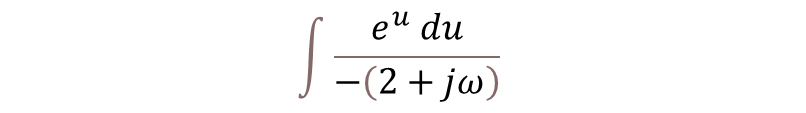 ∫ e^u du / −(2 + jω)